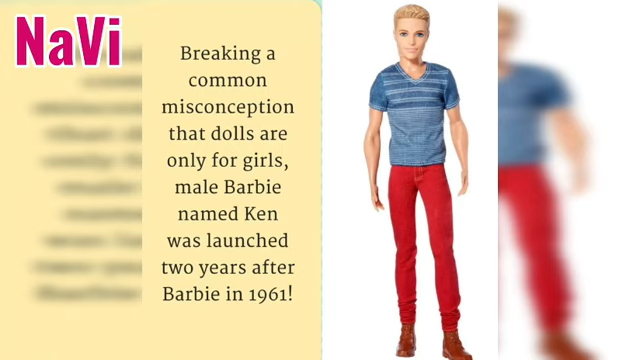 NaVi
Breaking a
common
misconception
that dolls are
only for girls,
male Barbie
named Ken
was launched
two years after
Barbie in 1961!